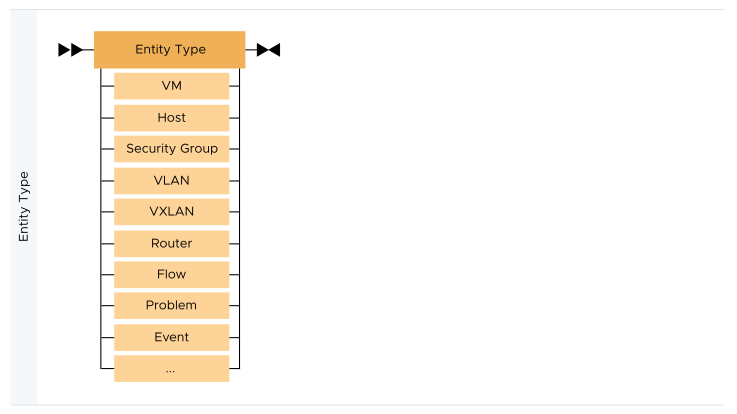 Entity Type
Entity Type
VM
Host
Security Group
VLAN
VXLAN
Router
Flow
Problem
Event
...